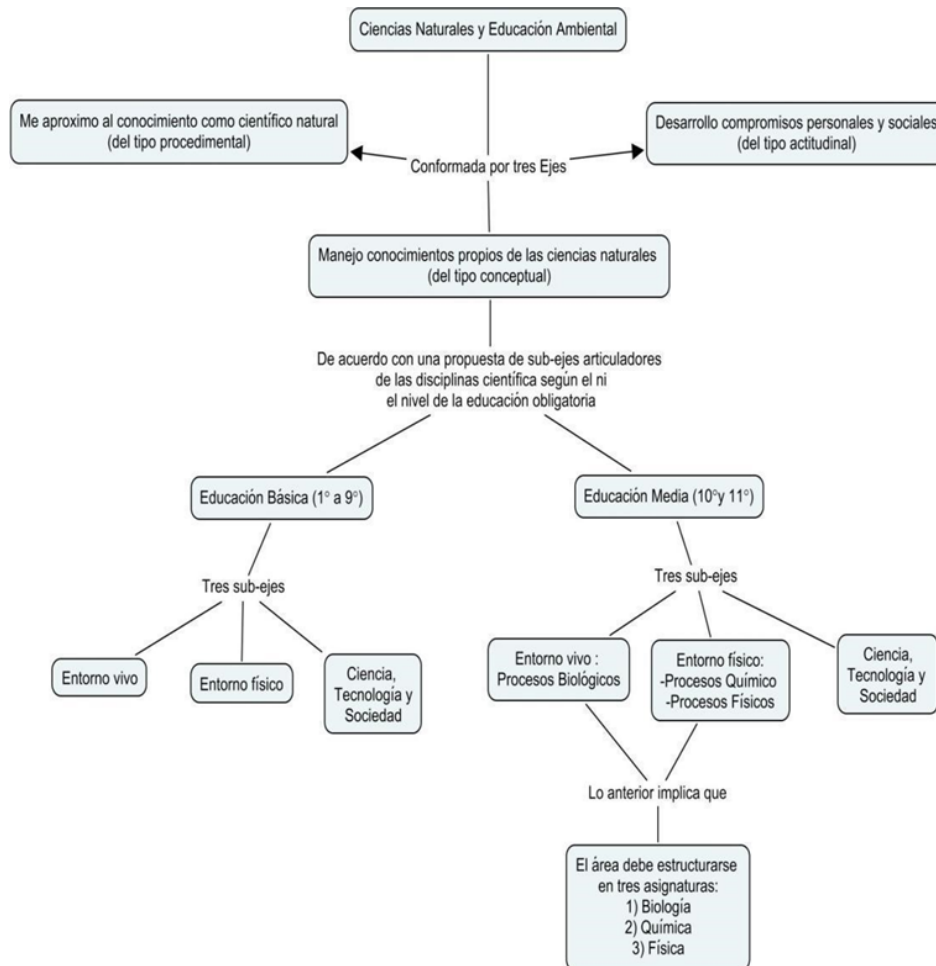 Ciencias Naturales y Educación Ambiental
Me aproximo al conocimiento como científico natural
(del tipo procedimental)
Desarrollo compromisos personales y sociales
(del tipo actitudinal)
Conformada por tres Ejes
Manejo conocimientos propios de las ciencias naturales
(del tipo conceptual)
De acuerdo con una propuesta de sub-ejes articuladores
de las disciplinas científica según el ni
el nivel de la educación obligatoria
Educación Básica (1° a 9°)
Educación Media (10°y 11°)
Tres sub-ejes
Tres sub-ejes
Entorno vivo
Entorno físico
Ciencia,
Tecnología y
Sociedad
Entorno vivo :
Procesos Biológicos
Entorno físico:
-Procesos Químico
-Procesos Físicos
Ciencia,
Tecnología y
Sociedad
Lo anterior implica que
El área debe estructurarse
en tres asignaturas:
1) Biología
2) Química
3) Física